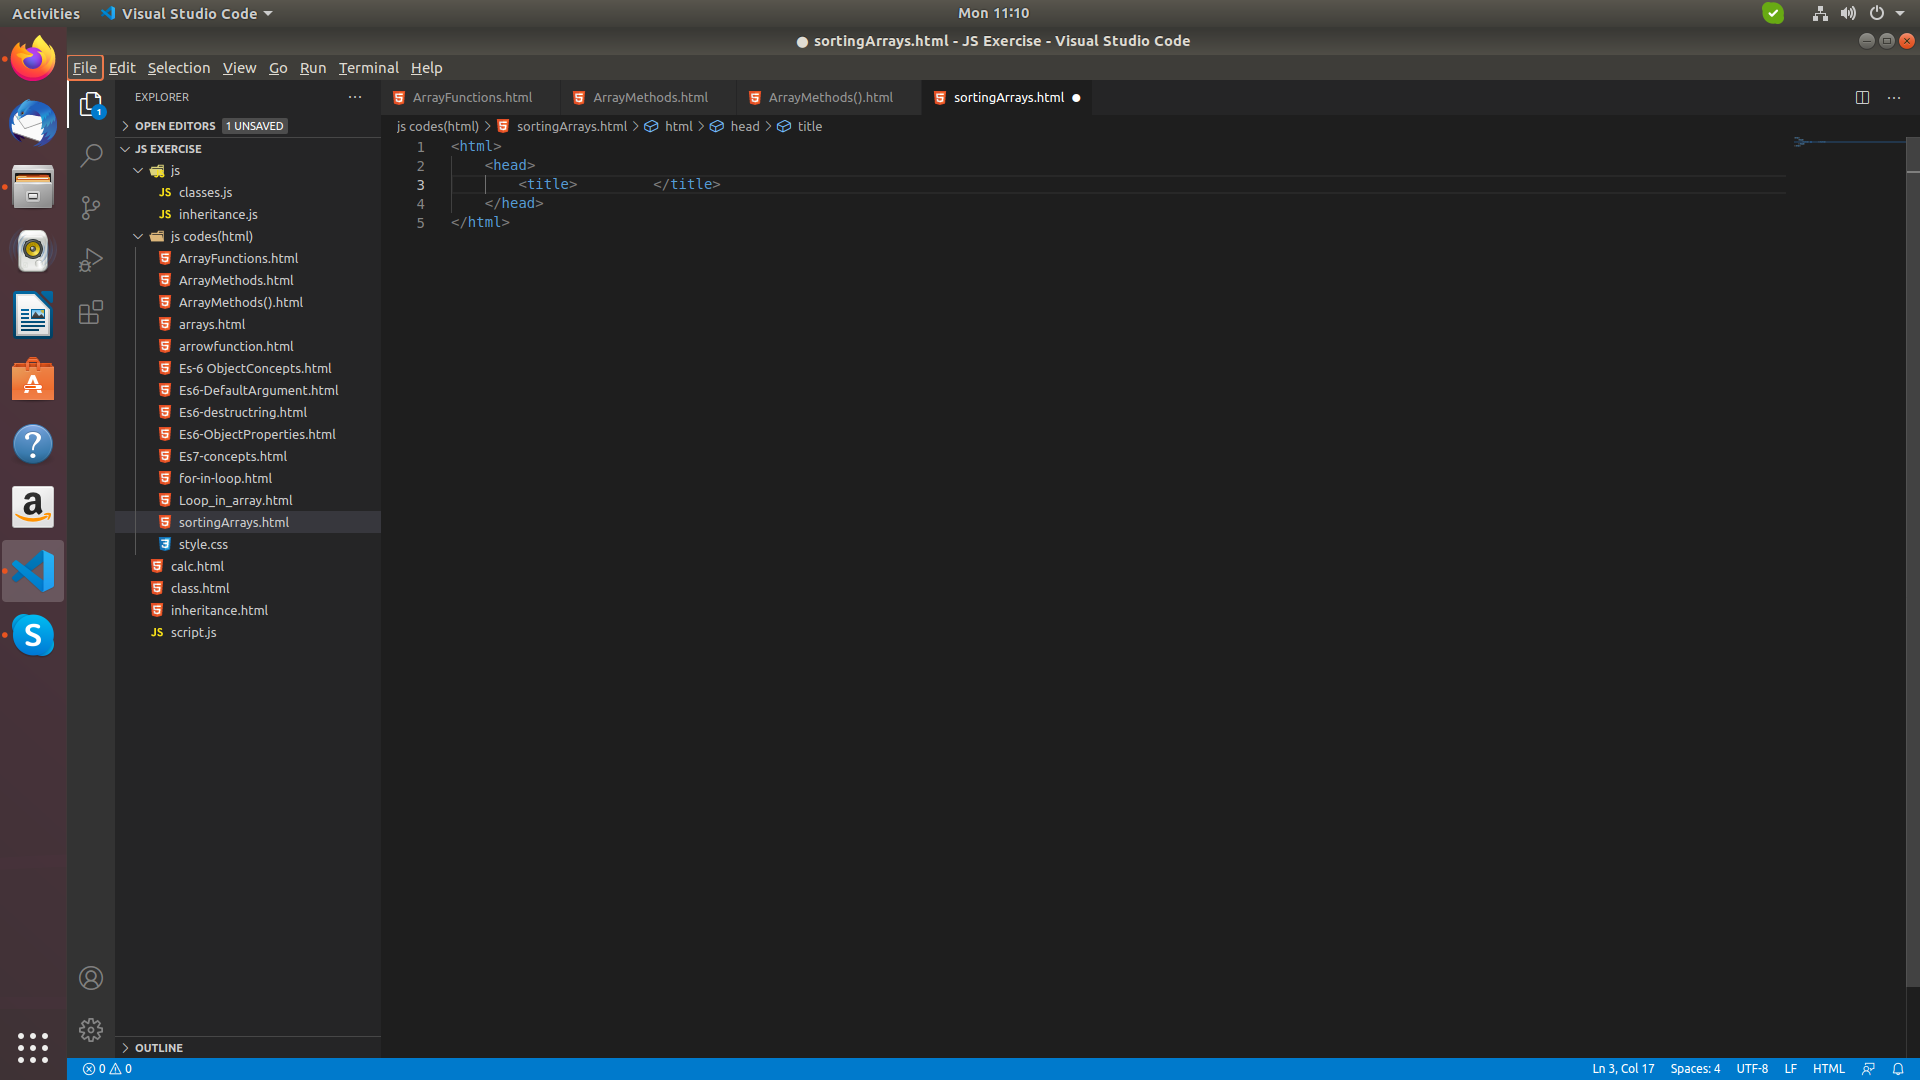 Activities Visual Studio Code Mon 11:10
● sortingArrays.html - JS Exercise - Visual Studio Code
File Edit Selection View Go Run Terminal Help
EXPLORER ···
1
OPEN EDITORS 1 UNSAVED
JS EXERCISE
js
JS classes.js
JS inheritance.js
js codes(html)
ArrayFunctions.html
ArrayMethods.html
ArrayMethods().html
arrays.html
arrowfunction.html
Es-6 ObjectConcepts.html
Es6-DefaultArgument.html
Es6-destructring.html
Es6-ObjectProperties.html
Es7-concepts.html
for-in-loop.html
Loop_in_array.html
sortingArrays.html
style.css
calc.html
class.html
inheritance.html
JS script.js
OUTLINE
ArrayFunctions.html ArrayMethods.html ArrayMethods().html sortingArrays.html ●
js codes(html) > sortingArrays.html > html > head > title
1 <html>
2 <head>
3 <title>         </title>
4 </head>
5 </html>
0 0 Ln 3, Col 17 Spaces: 4 UTF-8 LF HTML